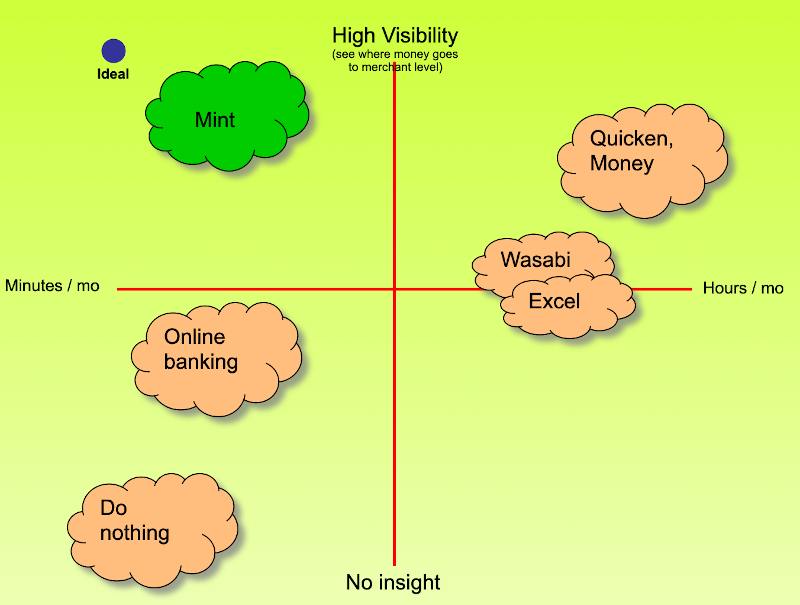 High Visibility
(see where money goes
to merchant level)
Ideal
Mint
Quicken,
Money
Wasabi
Minutes / mo
Hours / mo
Excel
Online
banking
Do
nothing
No insight